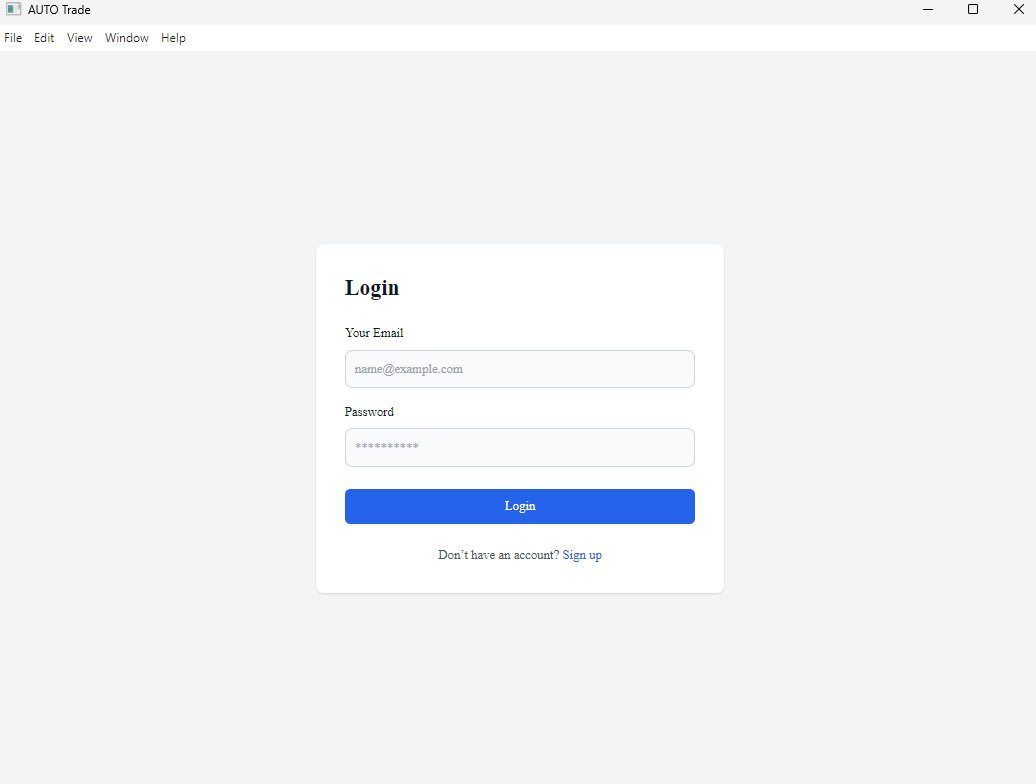 AUTO Trade
File Edit View Window Help
Login
Your Email
name@example.com
Password
**********
Login
Don’t have an account? Sign up